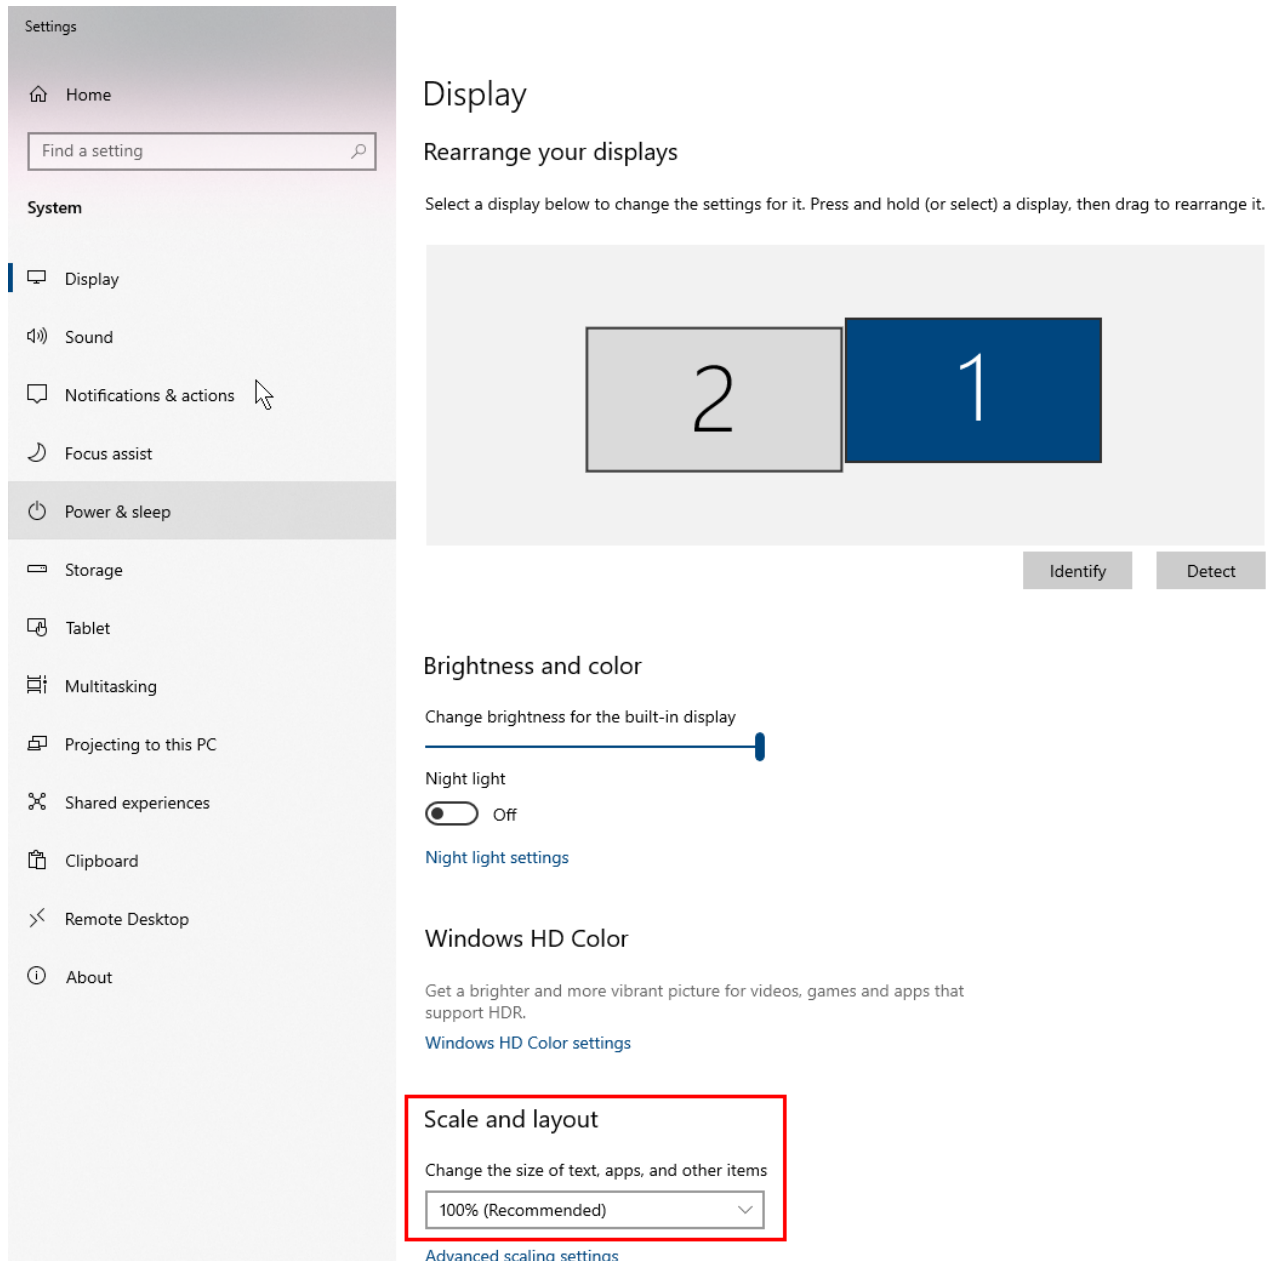 Settings
Home
Find a setting
System
Display
Sound
Notifications & actions
Focus assist
Power & sleep
Storage
Tablet
Multitasking
Projecting to this PC
Shared experiences
Clipboard
Remote Desktop
About
Display
Rearrange your displays
Select a display below to change the settings for it. Press and hold (or select) a display, then drag to rearrange it.
2
1
Identify
Detect
Brightness and color
Change brightness for the built-in display
Night light
Off
Night light settings
Windows HD Color
Get a brighter and more vibrant picture for videos, games and apps that
support HDR.
Windows HD Color settings
Scale and layout
Change the size of text, apps, and other items
100% (Recommended)
Advanced scaling settings